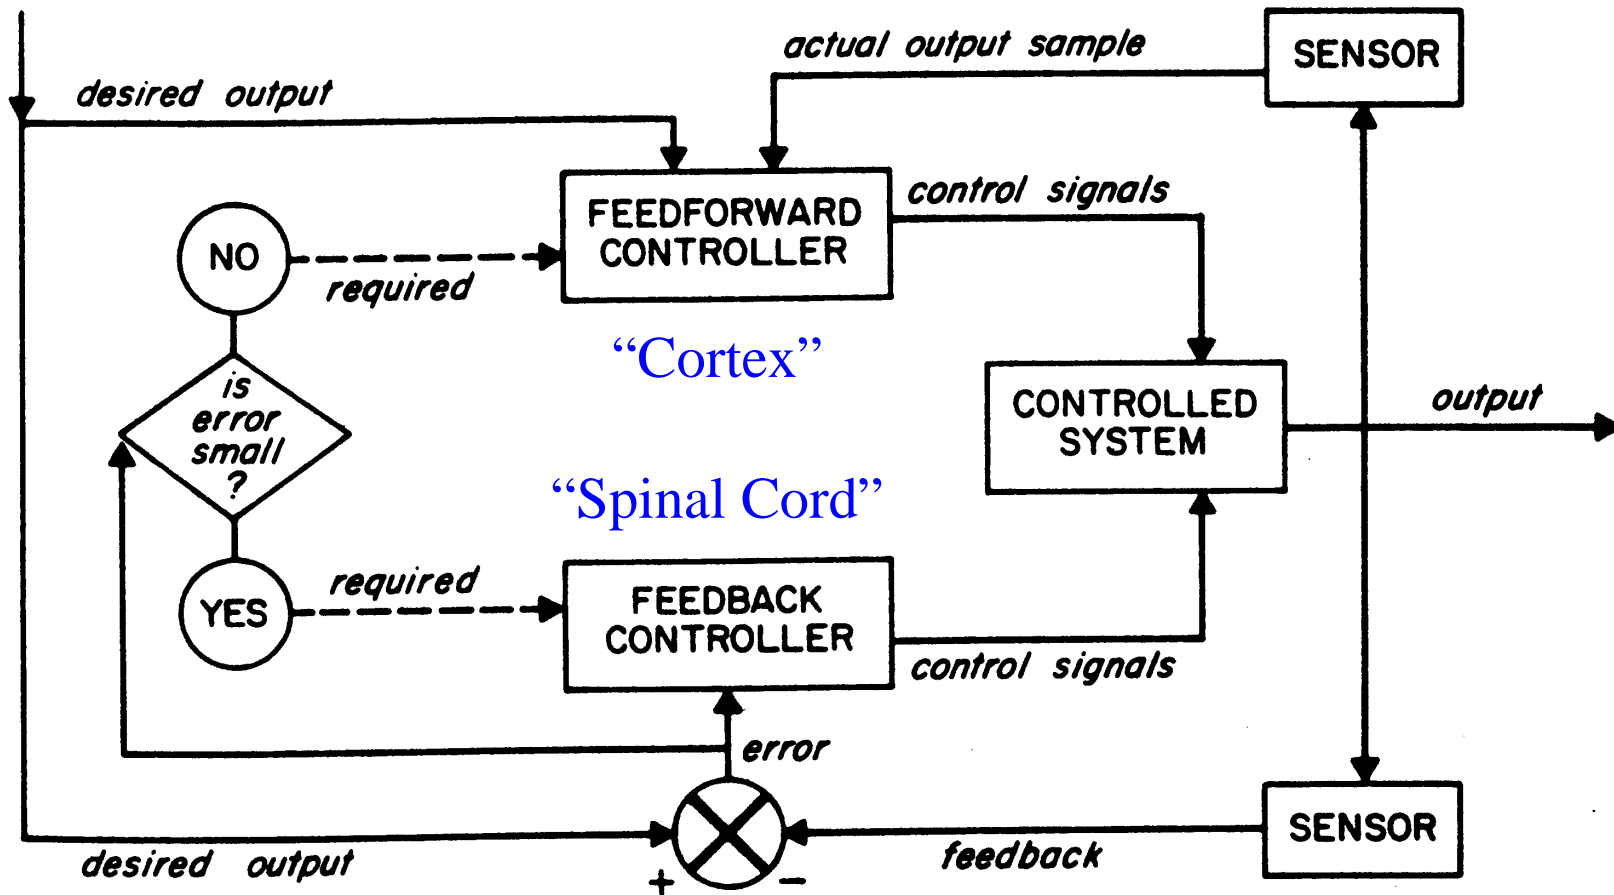 actual output sample
SENSOR
desired output
control signals
FEEDFORWARD
CONTROLLER
NO
required
“Cortex”
is
error
small
?
CONTROLLED
SYSTEM
output
“Spinal Cord”
required
YES
FEEDBACK
CONTROLLER
control signals
error
SENSOR
desired output
feedback
+
−